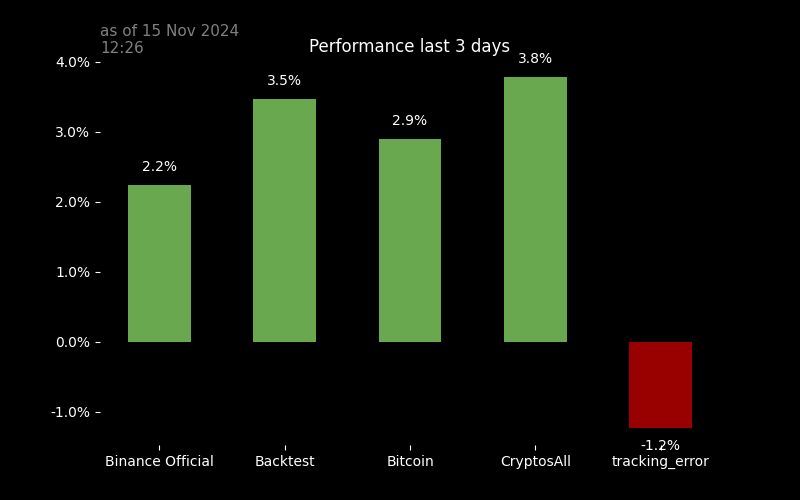 as of 15 Nov 2024
12:26
Performance last 3 days
4.0%
3.0%
2.0%
1.0%
0.0%
-1.0%
2.2%
3.5%
2.9%
3.8%
-1.2%
Binance Official
Backtest
Bitcoin
CryptosAll
tracking_error